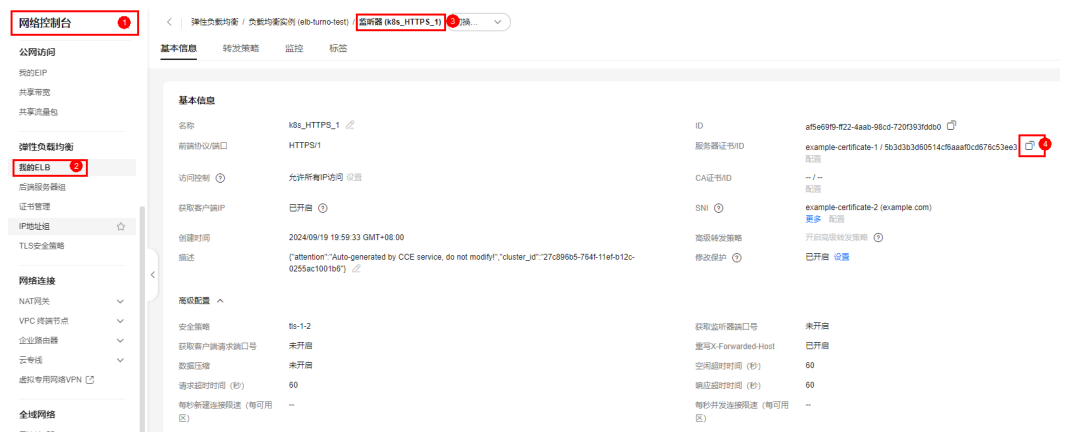 网络控制台
1
公网访问
我的EIP
共享带宽
共享流量包
弹性负载均衡
我的ELB
2
后端服务器组
证书管理
IP地址组
TLS安全策略
网络连接
NAT网关
VPC 终端节点
企业路由器
云专线
虚拟专用网络VPN
全域网络
弹性负载均衡 / 负载均衡实例 (elb-turno-test) / 监听器 (k8s_HTTPS_1)
3
换...
基本信息 转发策略 监控 标签
基本信息
名称 k8s_HTTPS_1
ID af5e69f9-ff22-4aab-98cd-720f393fddb0
前端协议/端口 HTTPS/1
服务器证书/ID example-certificate-1 / 5b3d3b3d60514cf6aaaf0cd676c53ee3
4
配置
访问控制 允许所有IP访问 设置
CA证书/ID -- / --
配置
获取客户端IP 已开启
SNI example-certificate-2 (example.com)
更多 配置
创建时间 2024/09/19 19:59:33 GMT+08:00
高级转发策略 开启高级转发策略
描述 {"attention":"Auto-generated by CCE service, do not modify!","cluster_id":"27c896b5-764f-11ef-b12c-
0255ac1001b6"}
修改保护 已开启 设置
高级配置
安全策略 tls-1-2
获取监听器端口号 未开启
获取客户端请求端口号 未开启
重写X-Forwarded-Host 已开启
数据压缩 未开启
空闲超时时间（秒） 60
请求超时时间（秒） 60
响应超时时间（秒） 60
每秒新建连接限速（每可用
区） --
每秒并发连接限速（每可用
区） --